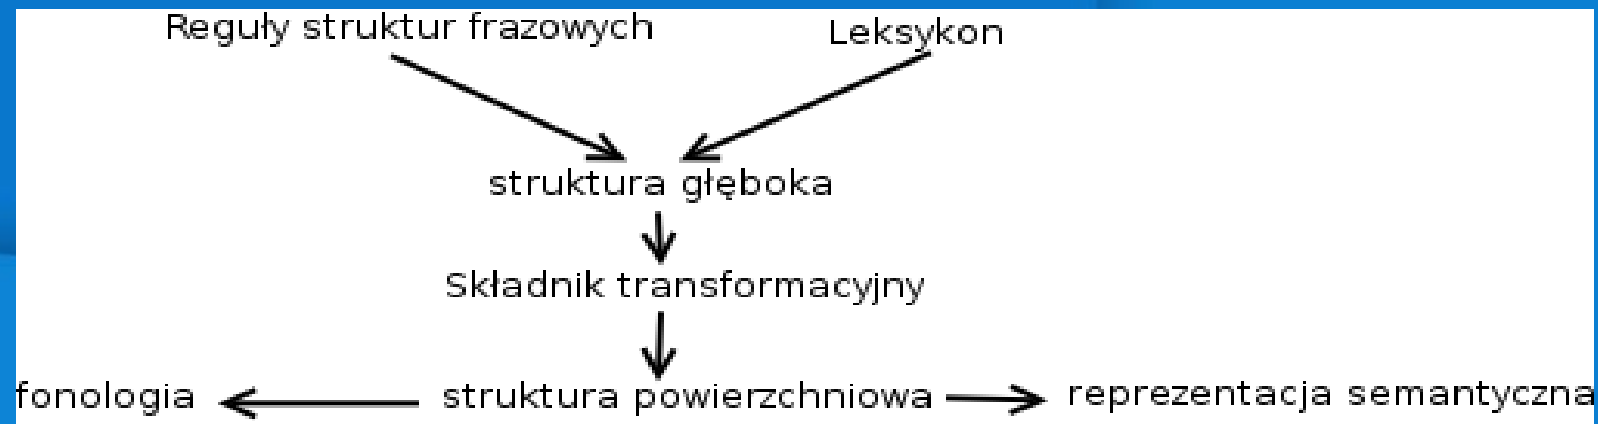 Reguły struktur frazowych
Leksykon
struktura głęboka
Składnik transformacyjny
fonologia
struktura powierzchniowa
reprezentacja semantyczna